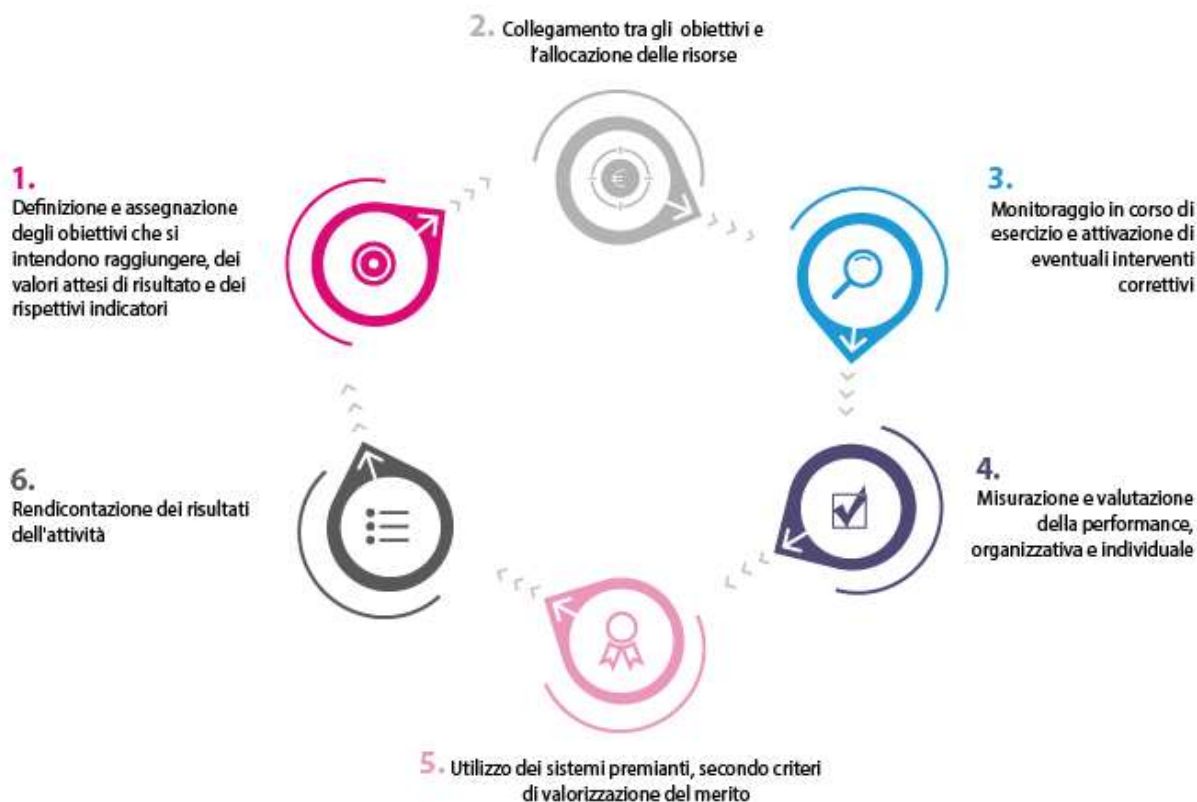 2. Collegamento tra gli obiettivi e
l'allocazione delle risorse
1.
Definizione e assegnazione
degli obiettivi che si
intendono raggiungere, dei
valori attesi di risultato e dei
rispettivi indicatori
3.
Monitoraggio in corso di
esercizio e attivazione di
eventuali interventi
correttivi
€
4.
Misurazione e valutazione
della performance,
organizzativa e individuale
5. Utilizzo dei sistemi premianti, secondo criteri
di valorizzazione del merito
6.
Rendicontazione dei risultati
dell'attività